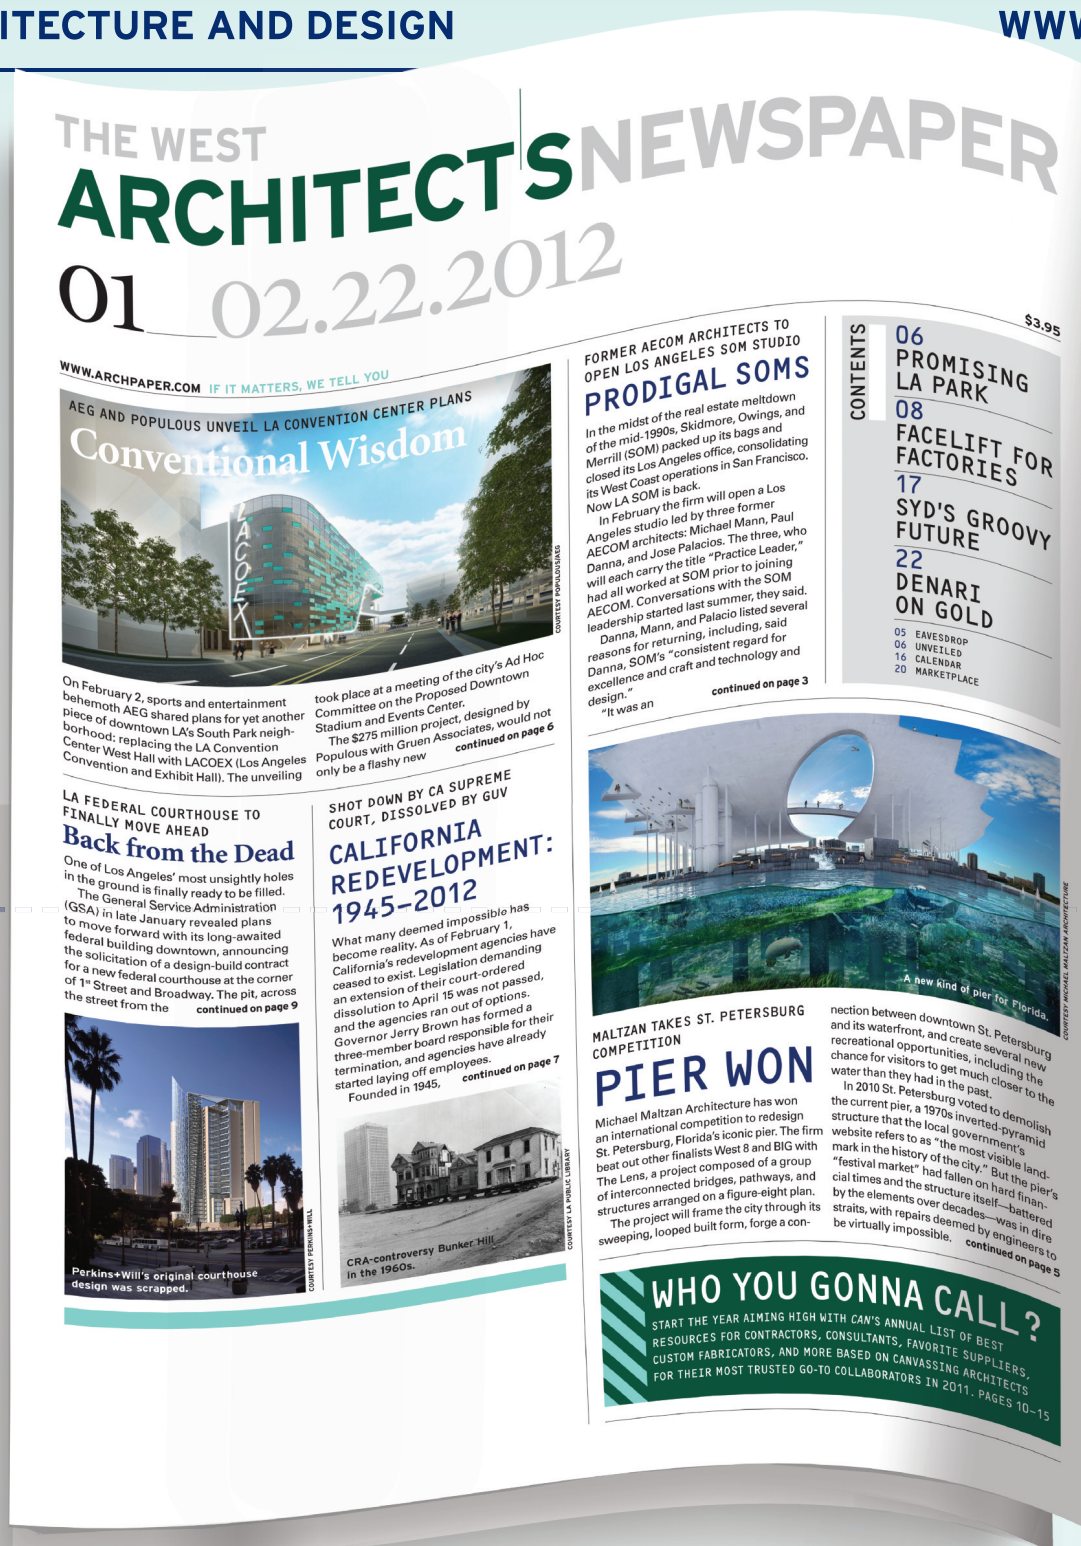 ITECTURE AND DESIGN
WWW
THE WEST
ARCHITECT'SNEWSPAPER
01 02.22.2012
$3.95
WWW.ARCHPAPER.COM IF IT MATTERS, WE TELL YOU
AEG AND POPULOUS UNVEIL LA CONVENTION CENTER PLANS
Conventional Wisdom
LACOEX
COURTESY POPULOUS/AEG
On February 2, sports and entertainment
behemoth AEG shared plans for yet another
piece of downtown LA's South Park neigh-
borhood: replacing the LA Convention
Center West Hall with LACOEX (Los Angeles
Convention and Exhibit Hall). The unveiling
took place at a meeting of the city's Ad Hoc
Committee on the Proposed Downtown
Stadium and Events Center.
The $275 million project, designed by
Populous with Gruen Associates, would not
only be a flashy new
continued on page 6
LA FEDERAL COURTHOUSE TO
FINALLY MOVE AHEAD
Back from the Dead
One of Los Angeles' most unsightly holes
in the ground is finally ready to be filled.
The General Service Administration
(GSA) in late January revealed plans
to move forward with its long-awaited
federal building downtown, announcing
the solicitation of a design-build contract
for a new federal courthouse at the corner
of 1st Street and Broadway. The pit, across
the street from the
continued on page 9
Perkins+Will's original courthouse
design was scrapped.
COURTESY PERKINS+WILL
SHOT DOWN BY CA SUPREME
COURT, DISSOLVED BY GUV
CALIFORNIA
REDEVELOPMENT:
1945–2012
What many deemed impossible has
become reality. As of February 1,
California's redevelopment agencies have
ceased to exist. Legislation demanding
an extension of their court-ordered
dissolution to April 15 was not passed,
and the agencies ran out of options.
Governor Jerry Brown has formed a
three-member board responsible for their
termination, and agencies have already
started laying off employees.
Founded in 1945,
continued on page 7
CRA-controversy Bunker Hill
in the 1960s.
COURTESY LA PUBLIC LIBRARY
FORMER AECOM ARCHITECTS TO
OPEN LOS ANGELES SOM STUDIO
PRODIGAL SOMS
In the midst of the real estate meltdown
of the mid-1990s, Skidmore, Owings, and
Merrill (SOM) packed up its bags and
closed its Los Angeles office, consolidating
its West Coast operations in San Francisco.
Now LA SOM is back.
In February the firm will open a Los
Angeles studio led by three former
AECOM architects: Michael Mann, Paul
Danna, and Jose Palacios. The three, who
will each carry the title "Practice Leader,"
had all worked at SOM prior to joining
AECOM. Conversations with the SOM
leadership started last summer, they said.
Danna, Mann, and Palacio listed several
reasons for returning, including, said
Danna, SOM's "consistent regard for
excellence and craft and technology and
design."
"It was an
continued on page 3
CONTENTS
06
PROMISING
LA PARK
08
FACELIFT FOR
FACTORIES
17
SYD'S GROOVY
FUTURE
22
DENARI
ON GOLD
05 EAVESDROP
06 UNVEILED
16 CALENDAR
20 MARKETPLACE
A new kind of pier for Florida.
COURTESY MICHAEL MALTZAN ARCHITECTURE
MALTZAN TAKES ST. PETERSBURG
COMPETITION
PIER WON
Michael Maltzan Architecture has won
an international competition to redesign
St. Petersburg, Florida's iconic pier. The firm
beat out other finalists West 8 and BIG with
The Lens, a project composed of a group
of interconnected bridges, pathways, and
structures arranged on a figure-eight plan.
The project will frame the city through its
sweeping, looped built form, forge a con-
nection between downtown St. Petersburg
and its waterfront, and create several new
recreational opportunities, including the
chance for visitors to get much closer to the
water than they had in the past.
In 2010 St. Petersburg voted to demolish
the current pier, a 1970s inverted-pyramid
structure that the local government's
website refers to as "the most visible land-
mark in the history of the city." But the pier's
"festival market" had fallen on hard finan-
cial times and the structure itself—battered
by the elements over decades—was in dire
straits, with repairs deemed by engineers to
be virtually impossible.
continued on page 5
WHO YOU GONNA CALL?
START THE YEAR AIMING HIGH WITH CAN'S ANNUAL LIST OF BEST
RESOURCES FOR CONTRACTORS, CONSULTANTS, FAVORITE SUPPLIERS,
CUSTOM FABRICATORS, AND MORE BASED ON CANVASSING ARCHITECTS
FOR THEIR MOST TRUSTED GO-TO COLLABORATORS IN 2011. PAGES 10–15